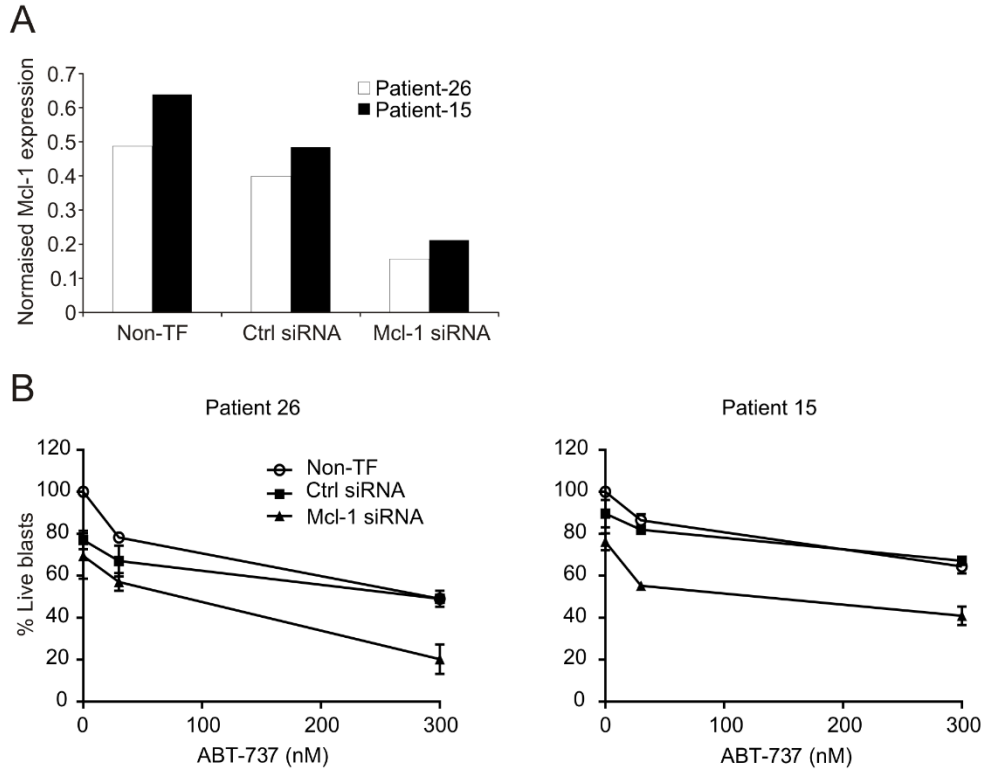 A
Normaised Mcl-1 expression
0.7
0.6
0.5
0.4
0.3
0.2
0.1
0
Patient-26
Patient-15
Non-TF
Ctrl siRNA
Mcl-1 siRNA
B
Patient 26
% Live blasts
120
100
80
60
40
20
0
Non-TF
Ctrl siRNA
Mcl-1 siRNA
0
100
200
300
ABT-737 (nM)
Patient 15
120
100
80
60
40
20
0
0
100
200
300
ABT-737 (nM)